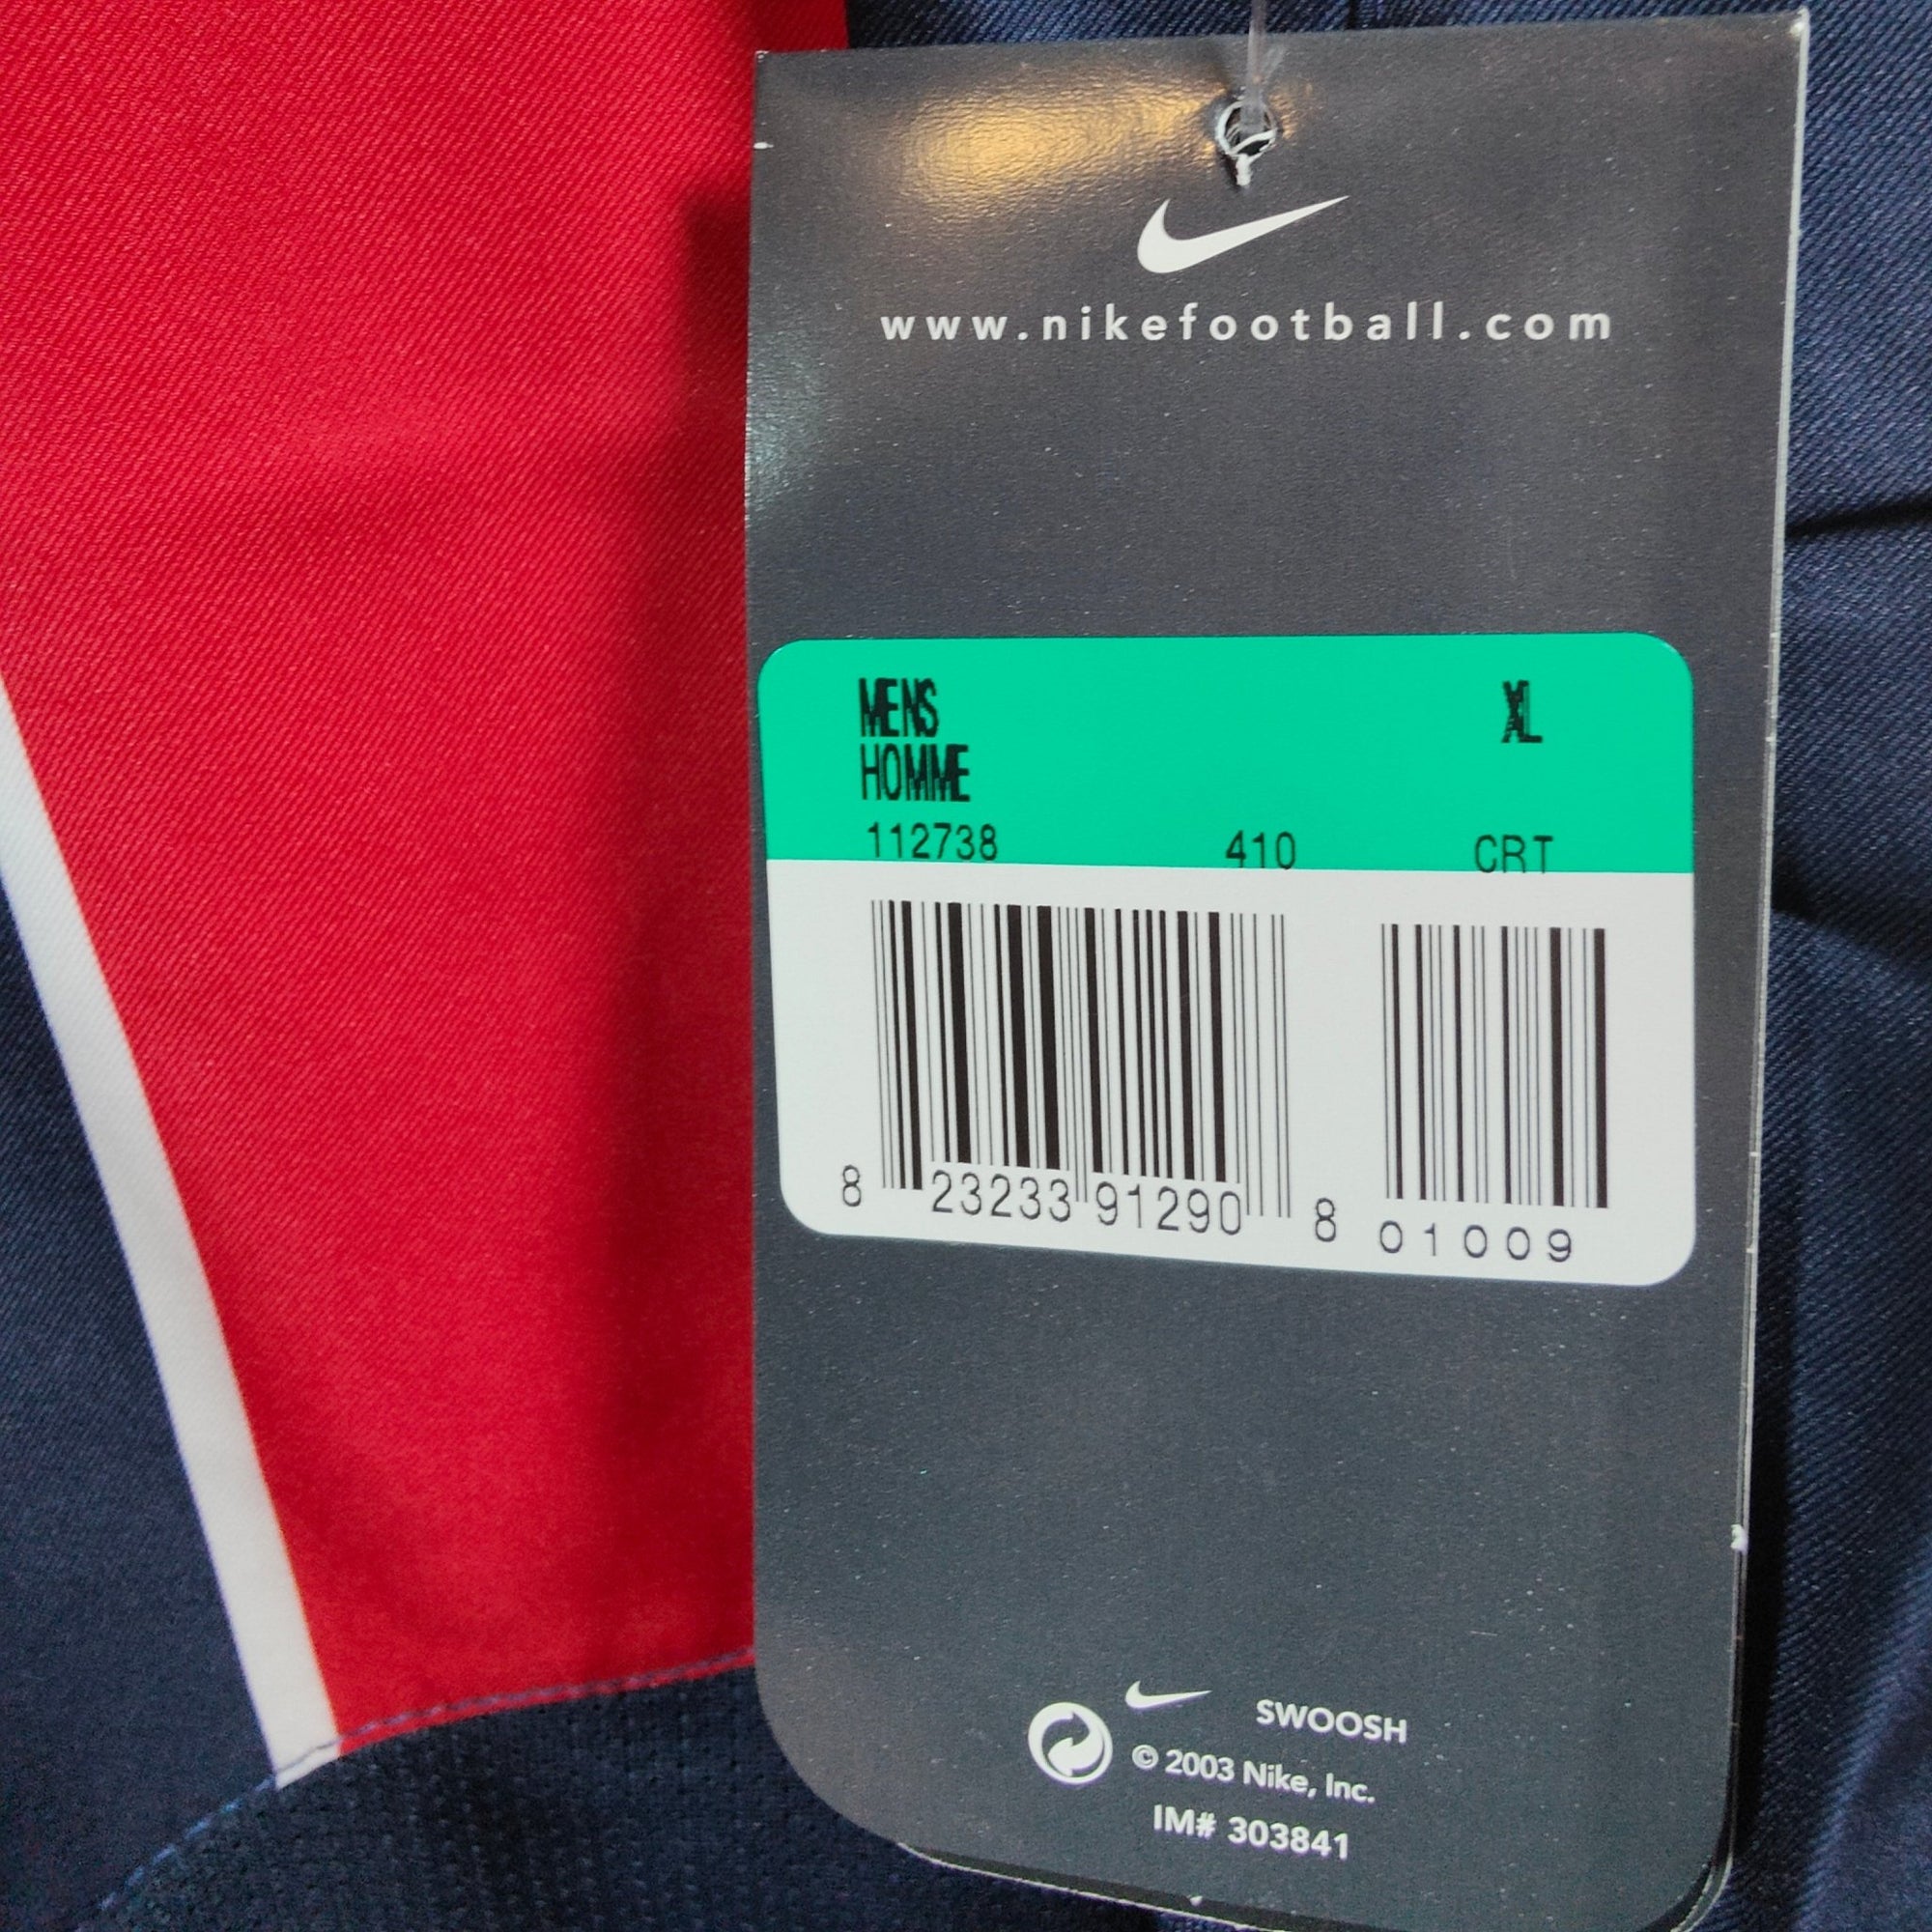 www.nikefootball.com
MENS XL
HOMME
112738 410 CRT
8 23233 91290 8 01009
SWOOSH
© 2003 Nike, Inc.
IM# 303841